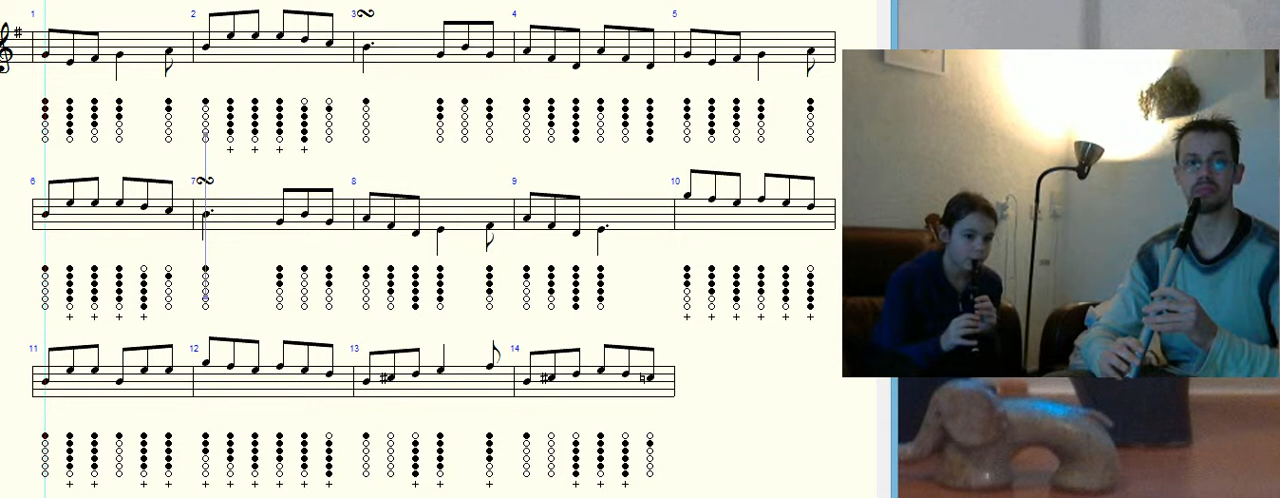 1 2 3 4 5
+ + + +
6 7 8 9 10
+ + + + + + + + + +
11 12 13 14
+ + + + + + + + + + + + + +